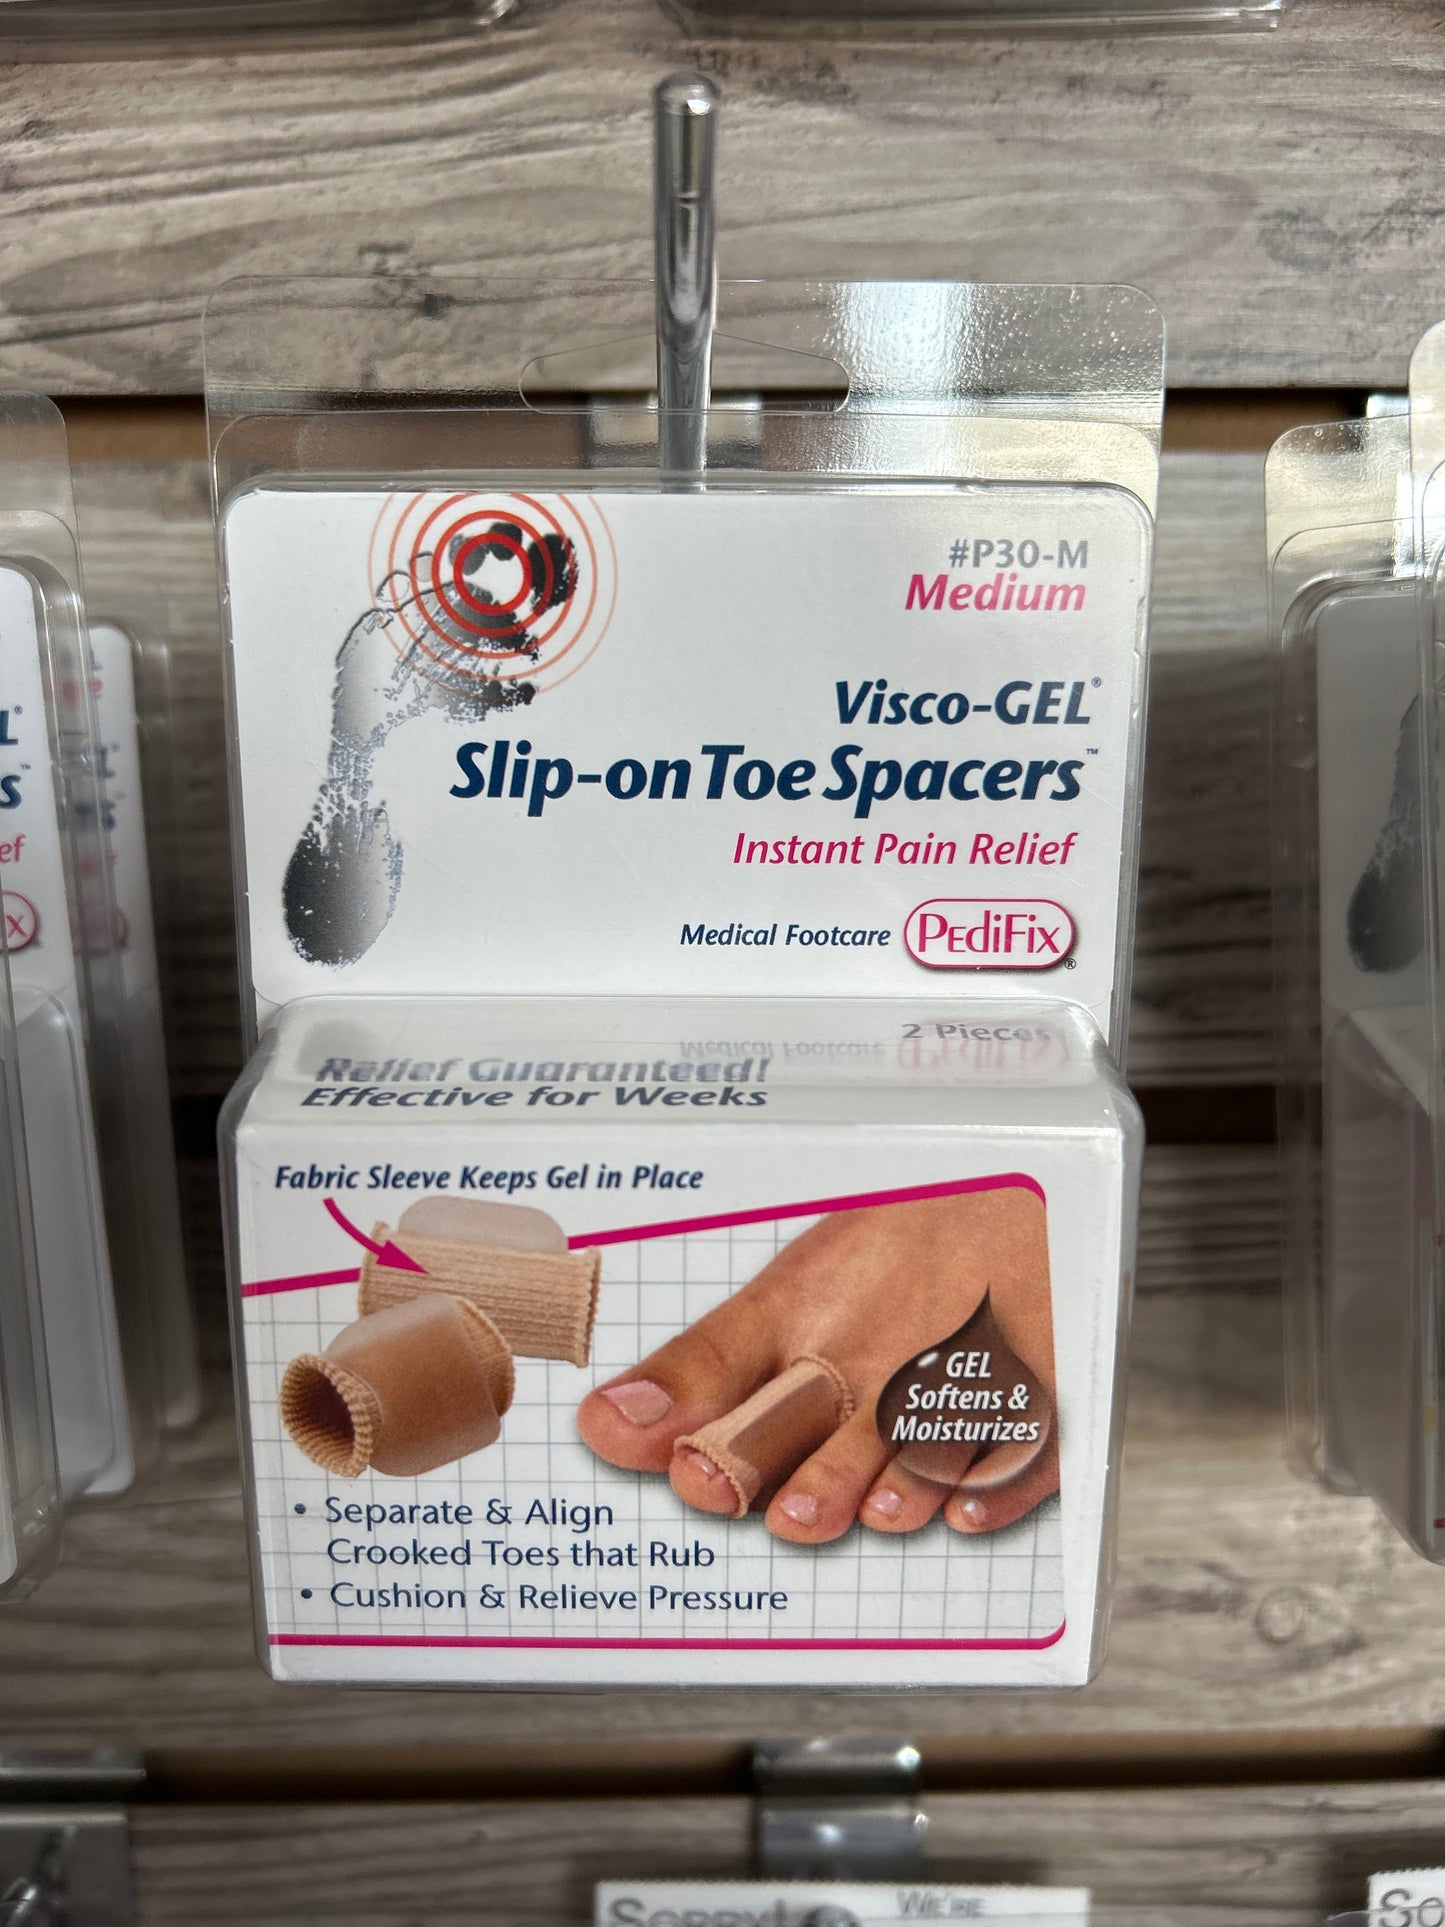 #P30-M
Medium
Visco-GEL®
Slip-on Toe Spacers™
Instant Pain Relief
Medical Footcare PediFix®
2 Pieces
Relief Guaranteed!
Effective for Weeks
Fabric Sleeve Keeps Gel in Place
GEL
Softens &
Moisturizes
• Separate & Align
Crooked Toes that Rub
• Cushion & Relieve Pressure
WE'RE